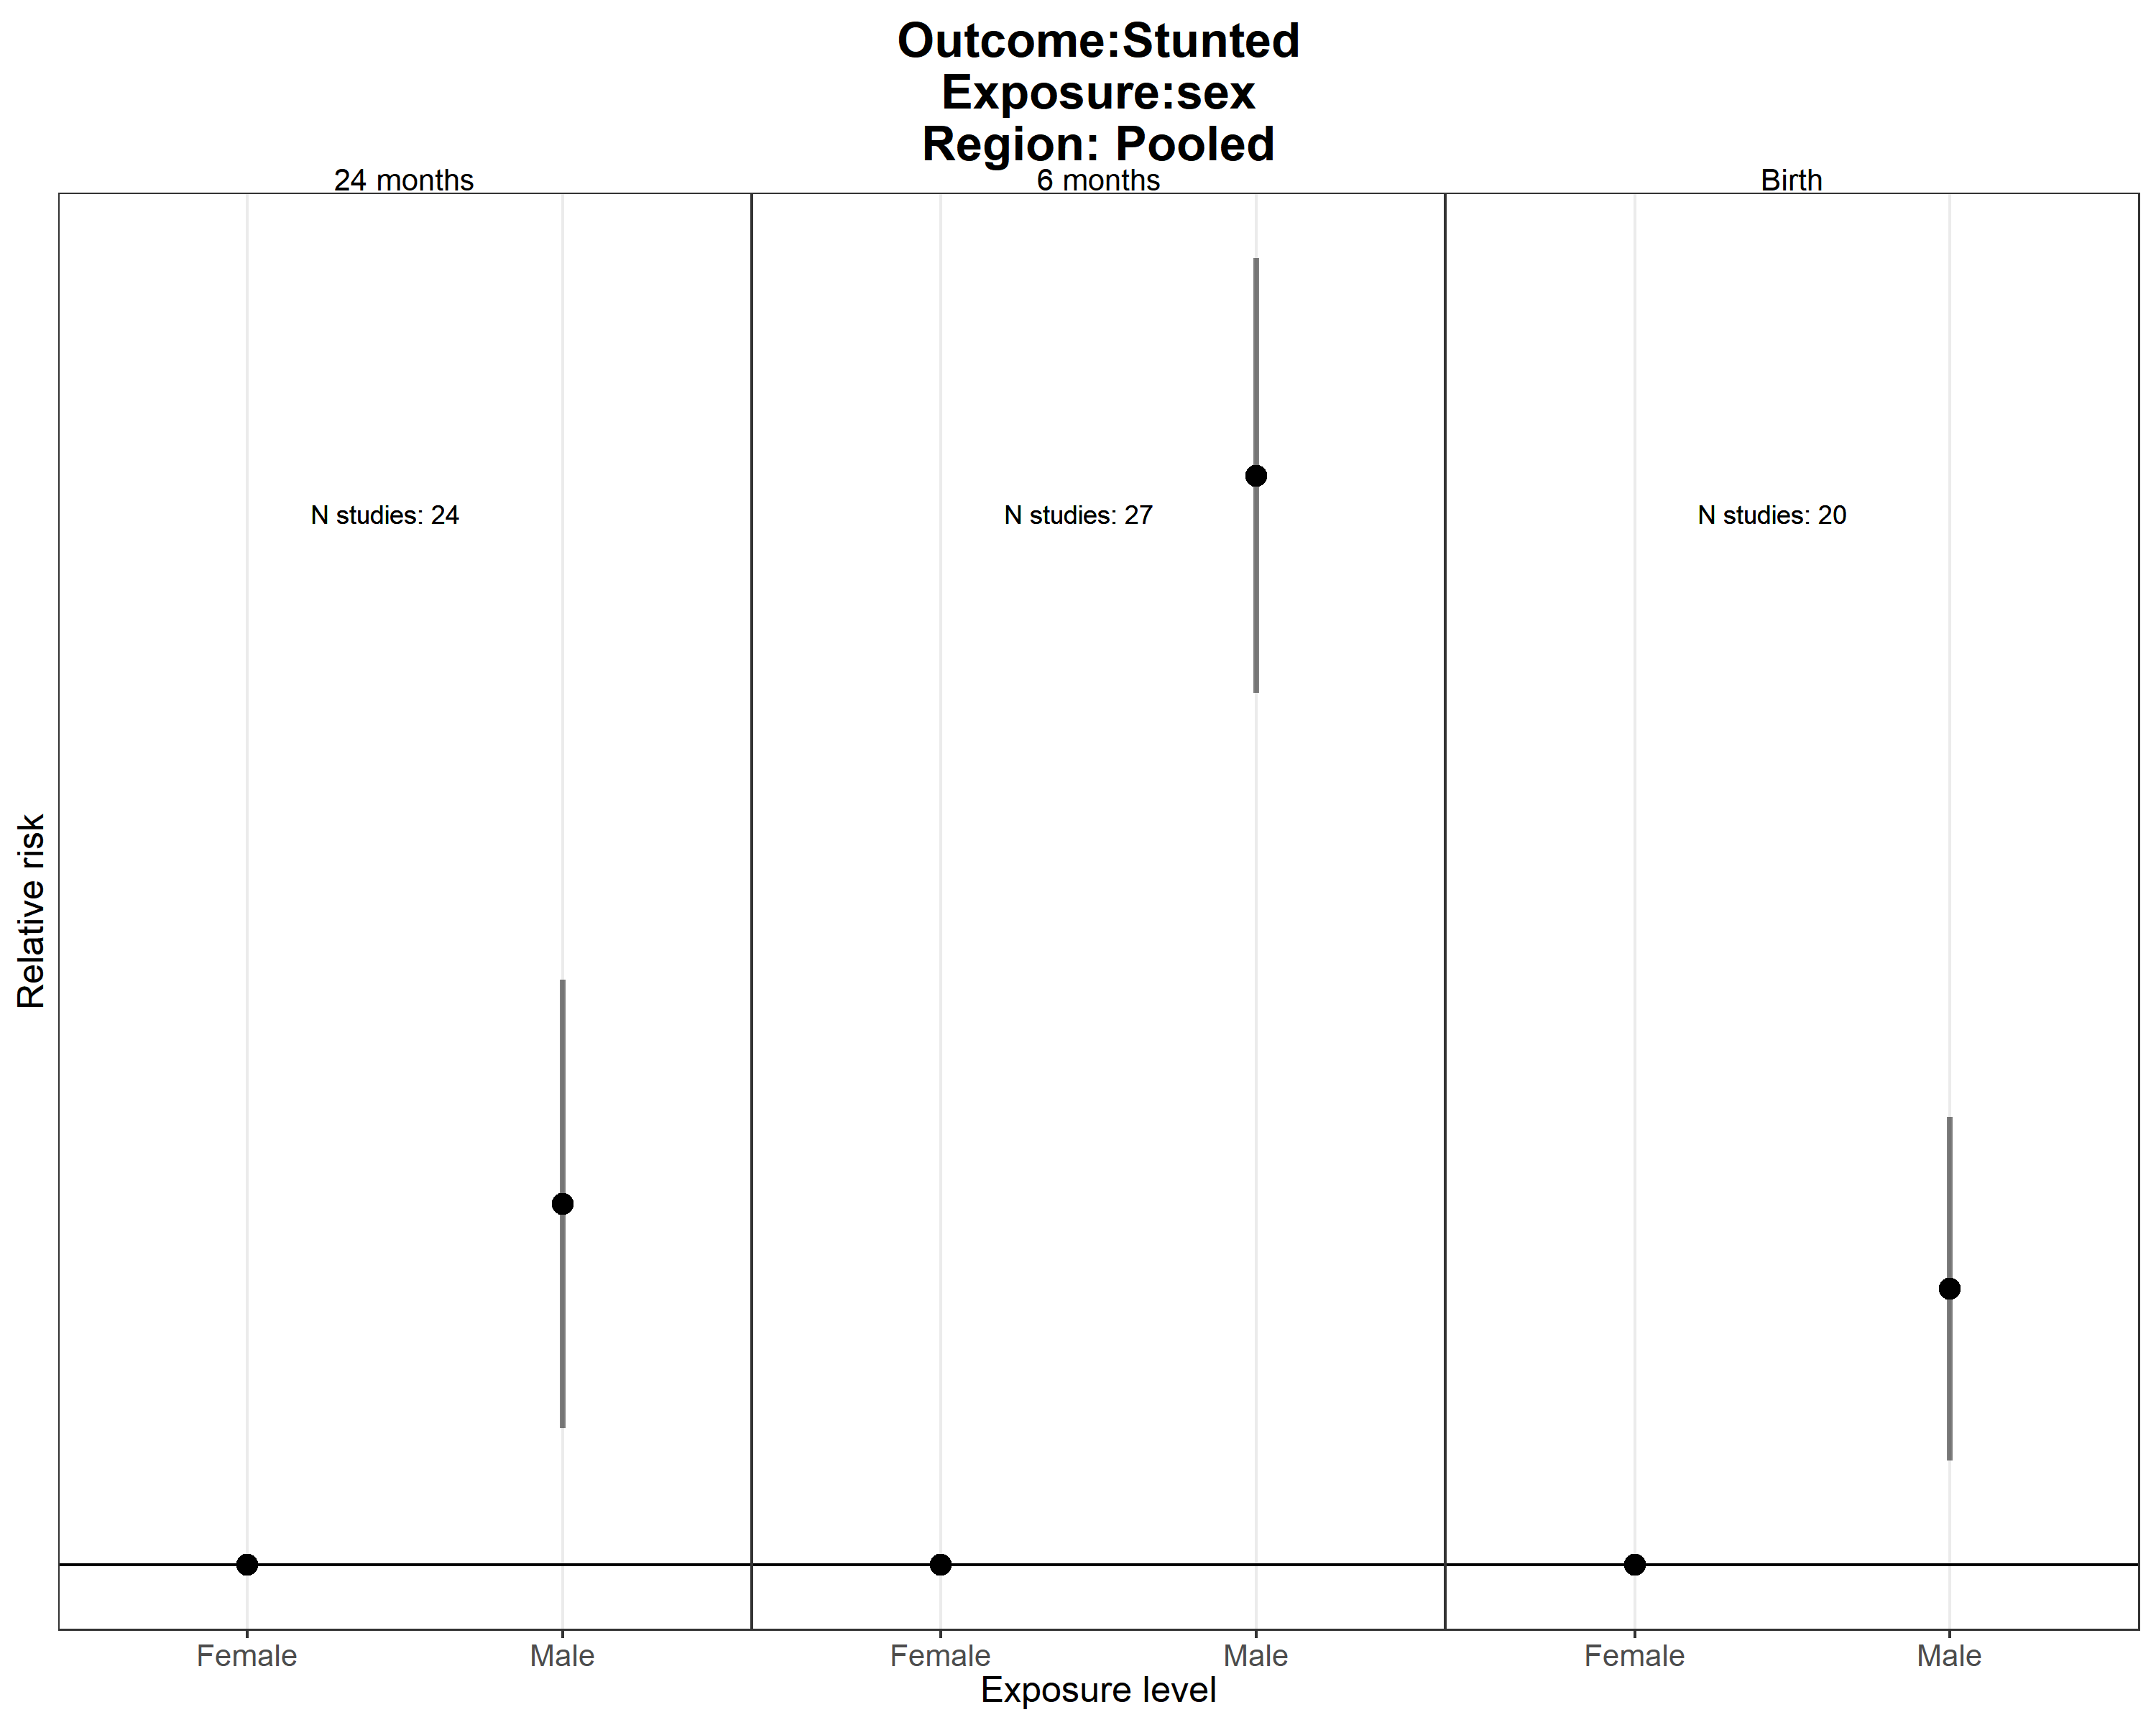 Outcome:Stunted
Exposure:sex
Region: Pooled
24 months
6 months
Birth
N studies: 24
N studies: 27
N studies: 20
Relative risk
Female
Male
Female
Male
Female
Male
Exposure level